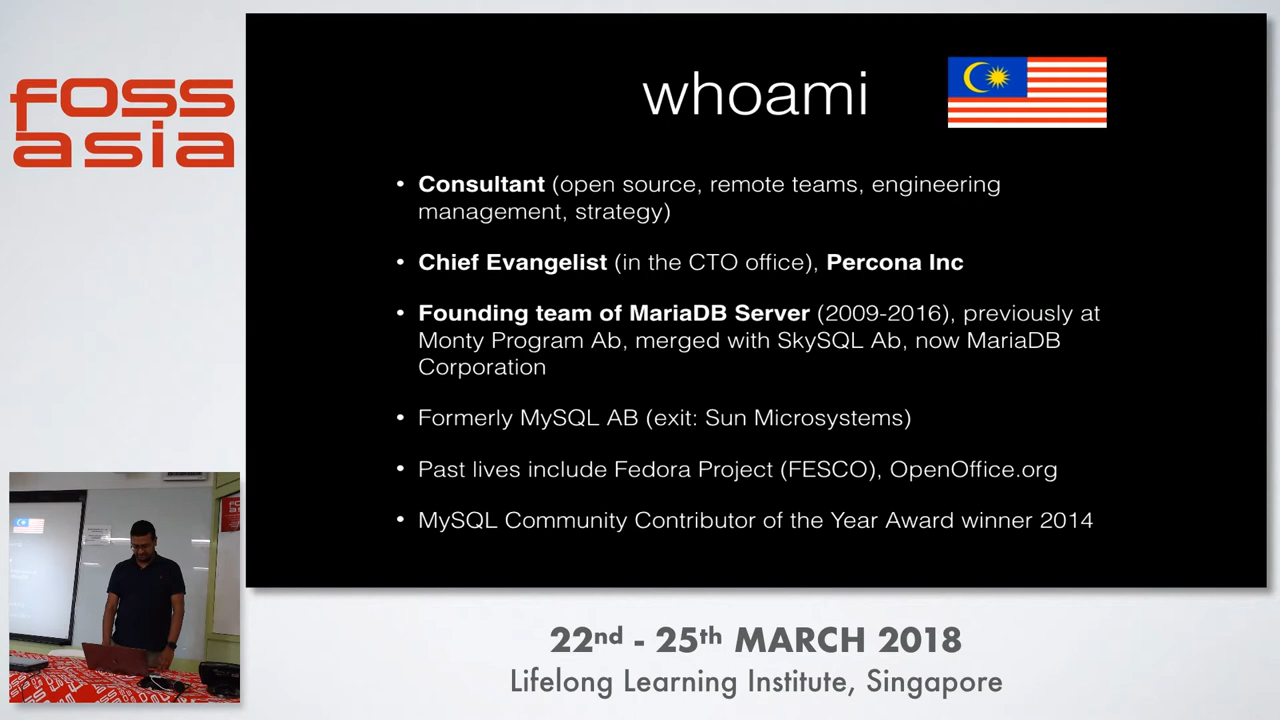 foss
asia
whoami
• Consultant (open source, remote teams, engineering
management, strategy)
• Chief Evangelist (in the CTO office), Percona Inc
• Founding team of MariaDB Server (2009-2016), previously at
Monty Program Ab, merged with SkySQL Ab, now MariaDB
Corporation
• Formerly MySQL AB (exit: Sun Microsystems)
• Past lives include Fedora Project (FESCO), OpenOffice.org
• MySQL Community Contributor of the Year Award winner 2014
22nd - 25th MARCH 2018
Lifelong Learning Institute, Singapore